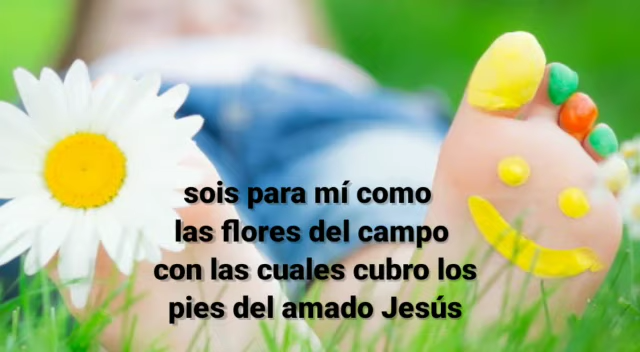 sois para mí como
las flores del campo
con las cuales cubro los
pies del amado Jesús